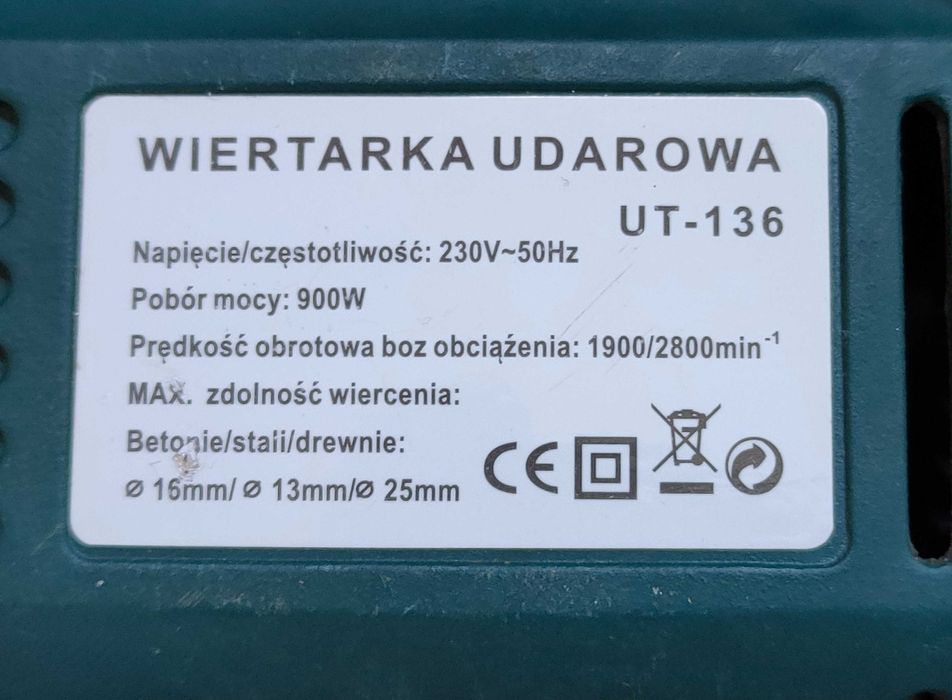 WIERTARKA UDAROWA
UT-136
Napięcie/częstotliwość: 230V~50Hz
Pobór mocy: 900W
Prędkość obrotowa boz obciążenia: 1900/2800min⁻¹
MAX. zdolność wiercenia:
Betonie/stali/drewnie:
⌀ 16mm/ ⌀ 13mm/⌀ 25mm
CE